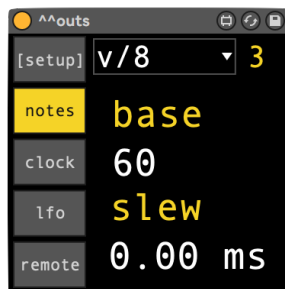 ^^outs
[setup] v/8 3
notes base
clock 60
lfo slew
remote 0.00 ms